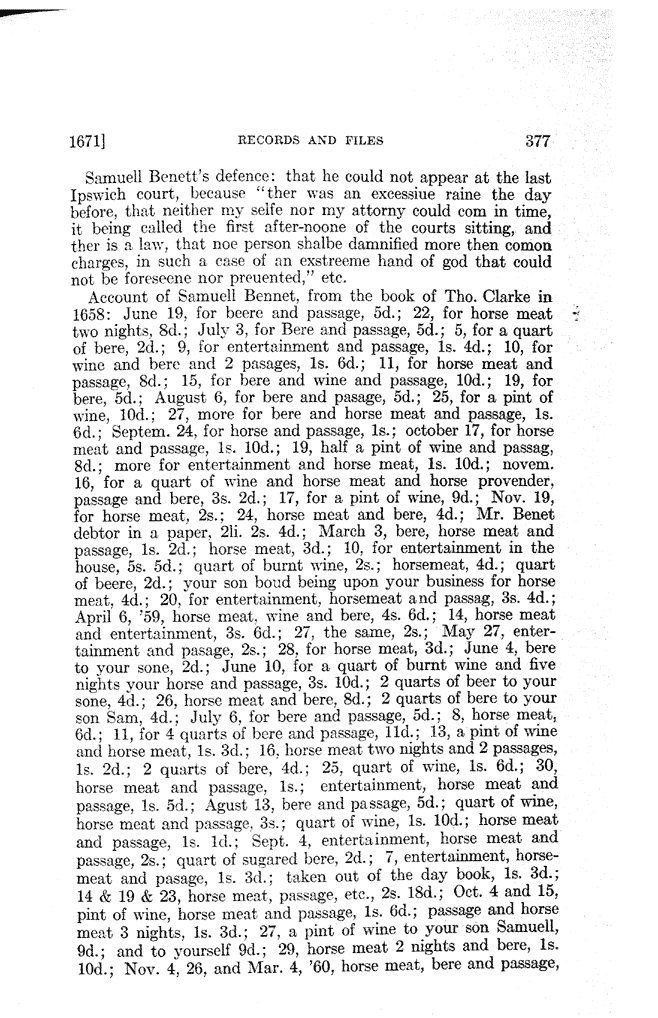 1671] RECORDS AND FILES 377
Samuell Benett's defence: that he could not appear at the last
Ipswich court, because "ther was an excessiue raine the day
before, that neither my selfe nor my attorny could com in time,
it being called the first after-noone of the courts sitting, and
ther is a law, that noe person shalbe damnified more then comon
charges, in such a case of an exstreeme hand of god that could
not be foreseene nor preuented," etc.
Account of Samuell Bennet, from the book of Tho. Clarke in
1658: June 19, for beere and passage, 5d.; 22, for horse meat
two nights, 8d.; July 3, for Bere and passage, 5d.; 5, for a quart
of bere, 2d.; 9, for entertainment and passage, 1s. 4d.; 10, for
wine and bere and 2 pasages, 1s. 6d.; 11, for horse meat and
passage, 8d.; 15, for bere and wine and passage, 10d.; 19, for
bere, 5d.; August 6, for bere and pasage, 5d.; 25, for a pint of
wine, 10d.; 27, more for bere and horse meat and passage, 1s.
6d.; Septem. 24, for horse and passage, 1s.; october 17, for horse
meat and passage, 1s. 10d.; 19, half a pint of wine and passag,
8d.; more for entertainment and horse meat, 1s. 10d.; novem.
16, for a quart of wine and horse meat and horse provender,
passage and bere, 3s. 2d.; 17, for a pint of wine, 9d.; Nov. 19,
for horse meat, 2s.; 24, horse meat and bere, 4d.; Mr. Benet
debtor in a paper, 2li. 2s. 4d.; March 3, bere, horse meat and
passage, 1s. 2d.; horse meat, 3d.; 10, for entertainment in the
house, 5s. 5d.; quart of burnt wine, 2s.; horsemeat, 4d.; quart
of beere, 2d.; your son boud being upon your business for horse
meat, 4d.; 20, for entertainment, horsemeat and passag, 3s. 4d.;
April 6, '59, horse meat, wine and bere, 4s. 6d.; 14, horse meat
and entertainment, 3s. 6d.; 27, the same, 2s.; May 27, enter-
tainment and pasage, 2s.; 28, for horse meat, 3d.; June 4, bere
to your sone, 2d.; June 10, for a quart of burnt wine and five
nights your horse and passage, 3s. 10d.; 2 quarts of beer to your
sone, 4d.; 26, horse meat and bere, 8d.; 2 quarts of bere to your
son Sam, 4d.; July 6, for bere and passage, 5d.; 8, horse meat,
6d.; 11, for 4 quarts of bere and passage, 11d.; 13, a pint of wine
and horse meat, 1s. 3d.; 16, horse meat two nights and 2 passages,
1s. 2d.; 2 quarts of bere, 4d.; 25, quart of wine, 1s. 6d.; 30,
horse meat and passage, 1s.; entertainment, horse meat and
passage, 1s. 5d.; Agust 13, bere and passage, 5d.; quart of wine,
horse meat and passage, 3s.; quart of wine, 1s. 10d.; horse meat
and passage, 1s. 1d.; Sept. 4, entertainment, horse meat and
passage, 2s.; quart of sugared bere, 2d.; 7, entertainment, horse-
meat and pasage, 1s. 3d.; taken out of the day book, 1s. 3d.;
14 & 19 & 23, horse meat, passage, etc., 2s. 18d.; Oct. 4 and 15,
pint of wine, horse meat and passage, 1s. 6d.; passage and horse
meat 3 nights, 1s. 3d.; 27, a pint of wine to your son Samuell,
9d.; and to yourself 9d.; 29, horse meat 2 nights and bere, 1s.
10d.; Nov. 4, 26, and Mar. 4, '60, horse meat, bere and passage,